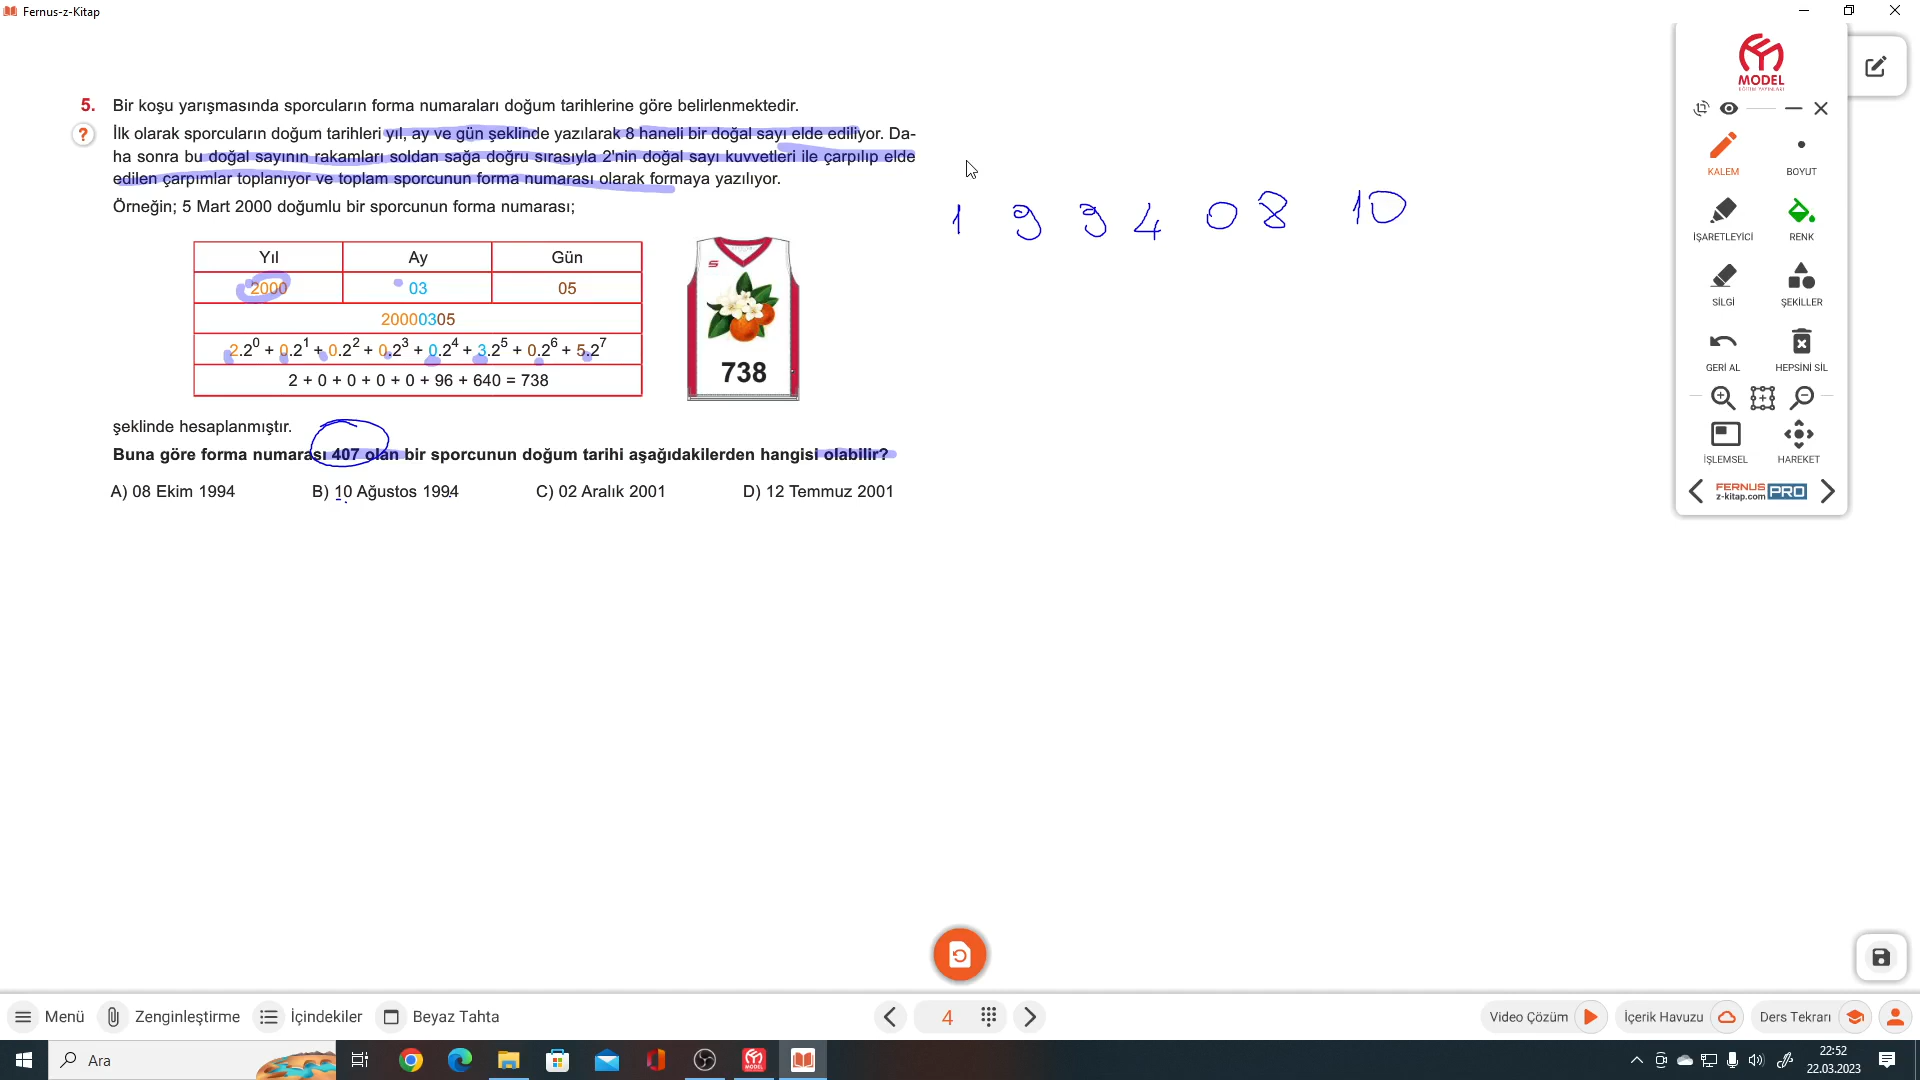 Fernus-z-Kitap
5. Bir koşu yarışmasında sporcuların forma numaraları doğum tarihlerine göre belirlenmektedir.
? İlk olarak sporcuların doğum tarihleri yıl, ay ve gün şeklinde yazılarak 8 haneli bir doğal sayı elde ediliyor. Da-
ha sonra bu doğal sayının rakamları soldan sağa doğru sırasıyla 2'nin doğal sayı kuvvetleri ile çarpılıp elde
edilen çarpımlar toplanıyor ve toplam sporcunun forma numarası olarak formaya yazılıyor.
Örneğin; 5 Mart 2000 doğumlu bir sporcunun forma numarası;
Yıl Ay Gün
2000 03 05
20000305
2.2⁰ + 0.2¹ + 0.2² + 0.2³ + 0.2⁴ + 3.2⁵ + 0.2⁶ + 5.2⁷
2 + 0 + 0 + 0 + 0 + 96 + 640 = 738
738
şeklinde hesaplanmıştır.
Buna göre forma numarası 407 olan bir sporcunun doğum tarihi aşağıdakilerden hangisi olabilir?
A) 08 Ekim 1994 B) 10 Ağustos 1994 C) 02 Aralık 2001 D) 12 Temmuz 2001
1 9 9 4 0 8 10
MODEL
EĞİTİM YAYINLARI
KALEM BOYUT
İŞARETLEYİCİ RENK
SİLGİ ŞEKİLLER
GERİ AL HEPSİNİ SİL
İŞLEMSEL HAREKET
FERNUS
z-kitap.com PRO
Menü Zenginleştirme İçindekiler Beyaz Tahta 4 Video Çözüm İçerik Havuzu Ders Tekrarı
Ara
MODEL
22:52
22.03.2023